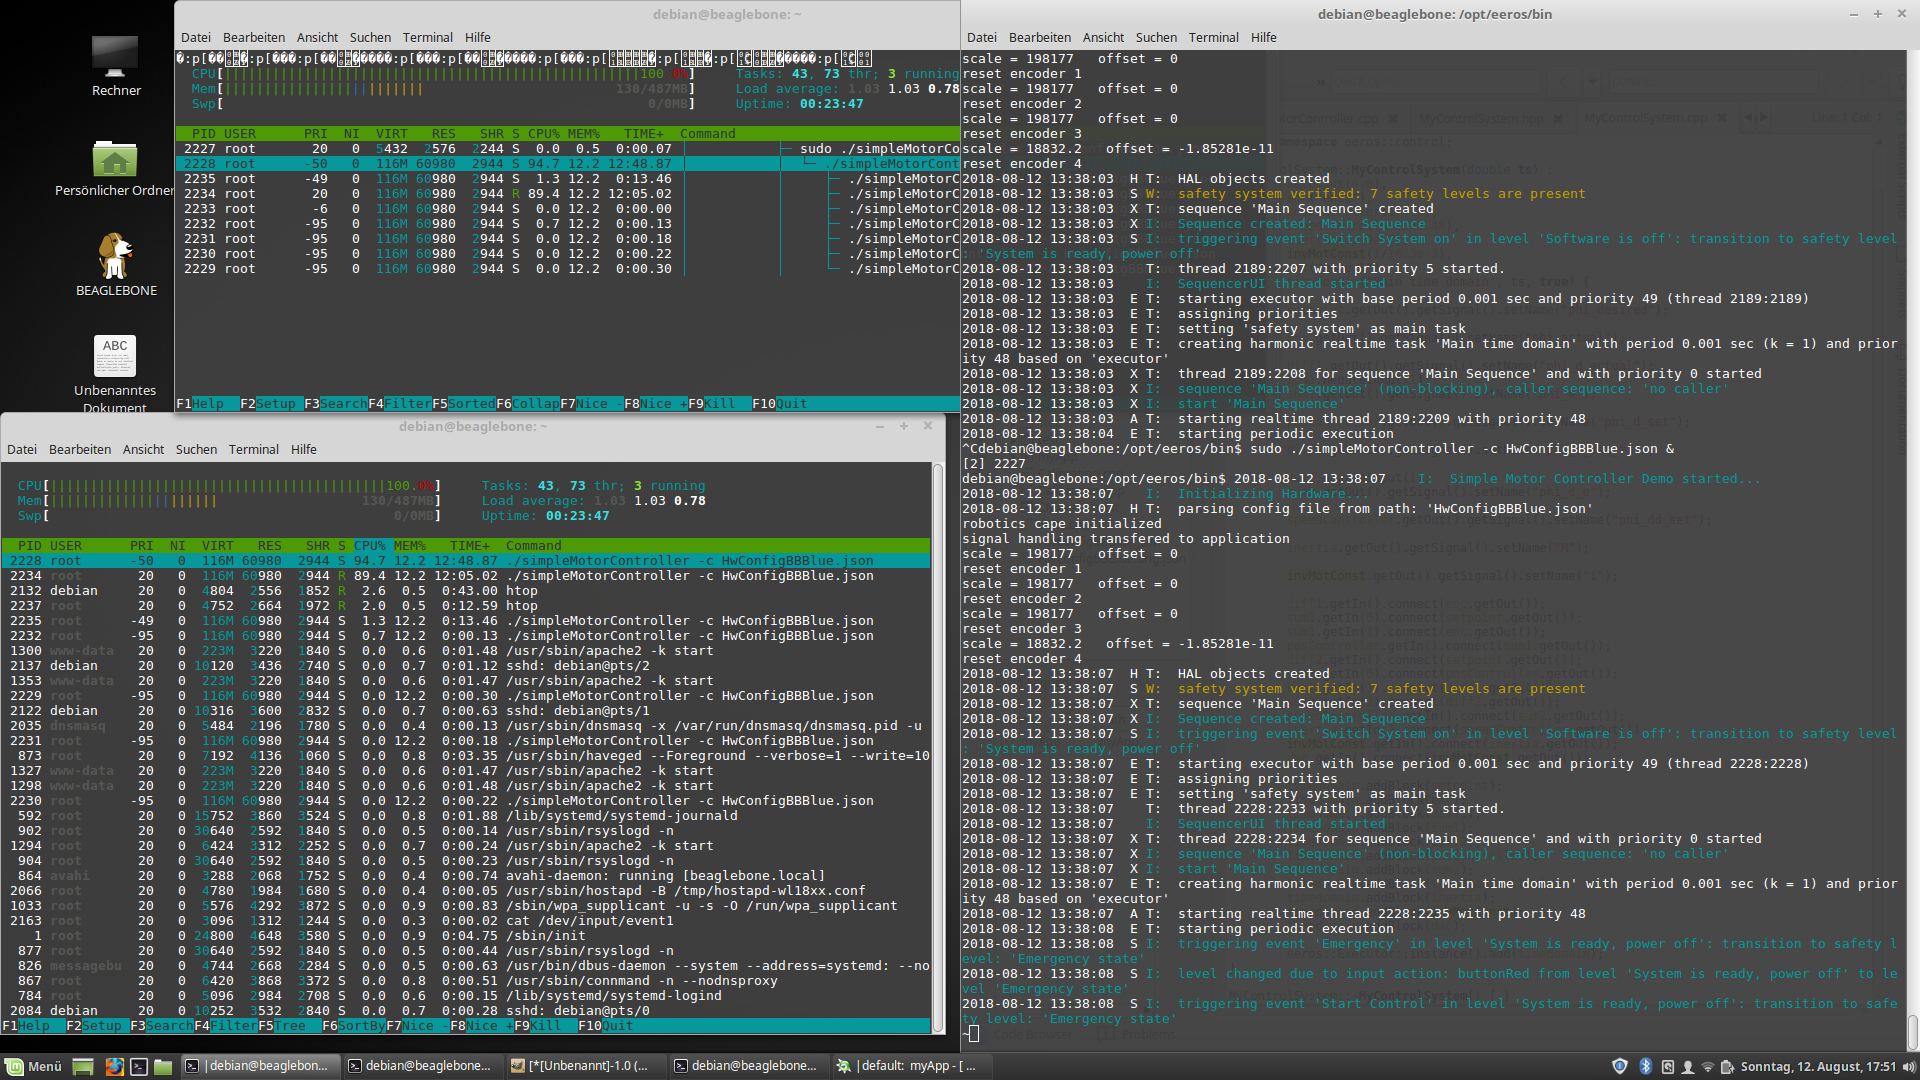 Rechner
Persönlicher Ordner
BEAGLEBONE
ABC
Unbenanntes
Dokument
debian@beaglebone: ~
Datei Bearbeiten Ansicht Suchen Terminal Hilfe
CPU[ 100.0%] Tasks: 43, 73 thr; 3 running
Mem[ 130/487MB] Load average: 1.03 1.03 0.78
Swp[ 0/0MB] Uptime: 00:23:47
PID USER PRI NI VIRT RES SHR S CPU% MEM% TIME+ Command
2227 root 20 0 5432 2576 2244 S 0.0 0.5 0:00.07 sudo ./simpleMotorCo
2228 root -50 0 116M 60980 2944 S 94.7 12.2 12:48.87 ./simpleMotorCont
2235 root -49 0 116M 60980 2944 S 1.3 12.2 0:13.46 ./simpleMotorC
2234 root 20 0 116M 60980 2944 R 89.4 12.2 12:05.02 ./simpleMotorC
2233 root -6 0 116M 60980 2944 S 0.0 12.2 0:00.00 ./simpleMotorC
2232 root -95 0 116M 60980 2944 S 0.7 12.2 0:00.13 ./simpleMotorC
2231 root -95 0 116M 60980 2944 S 0.0 12.2 0:00.18 ./simpleMotorC
2230 root -95 0 116M 60980 2944 S 0.0 12.2 0:00.22 ./simpleMotorC
2229 root -95 0 116M 60980 2944 S 0.0 12.2 0:00.30 ./simpleMotorC
F1Help F2Setup F3SearchF4FilterF5SortedF6CollapF7Nice -F8Nice +F9Kill F10Quit
debian@beaglebone: ~
Datei Bearbeiten Ansicht Suchen Terminal Hilfe
CPU[ 100.0%] Tasks: 43, 73 thr; 3 running
Mem[ 130/487MB] Load average: 1.03 1.03 0.78
Swp[ 0/0MB] Uptime: 00:23:47
PID USER PRI NI VIRT RES SHR S CPU% MEM% TIME+ Command
2228 root -50 0 116M 60980 2944 S 94.7 12.2 12:48.87 ./simpleMotorController -c HwConfigBBBlue.json
2234 root 20 0 116M 60980 2944 R 89.4 12.2 12:05.02 ./simpleMotorController -c HwConfigBBBlue.json
2132 debian 20 0 4804 2556 1852 R 2.6 0.5 0:43.00 htop
2237 root 20 0 4752 2664 1972 R 2.0 0.5 0:12.59 htop
2235 root -49 0 116M 60980 2944 S 1.3 12.2 0:13.46 ./simpleMotorController -c HwConfigBBBlue.json
2232 root -95 0 116M 60980 2944 S 0.7 12.2 0:00.13 ./simpleMotorController -c HwConfigBBBlue.json
1300 www-data 20 0 223M 3220 1840 S 0.0 0.6 0:01.48 /usr/sbin/apache2 -k start
2137 debian 20 0 10120 3436 2740 S 0.0 0.7 0:01.12 sshd: debian@pts/2
1353 www-data 20 0 223M 3220 1840 S 0.0 0.6 0:01.47 /usr/sbin/apache2 -k start
2229 root -95 0 116M 60980 2944 S 0.0 12.2 0:00.30 ./simpleMotorController -c HwConfigBBBlue.json
2122 debian 20 0 10316 3600 2832 S 0.0 0.7 0:00.63 sshd: debian@pts/1
2035 dnsmasq 20 0 5484 2196 1780 S 0.0 0.4 0:00.13 /usr/sbin/dnsmasq -x /var/run/dnsmasq/dnsmasq.pid -u
2231 root -95 0 116M 60980 2944 S 0.0 12.2 0:00.18 ./simpleMotorController -c HwConfigBBBlue.json
873 root 20 0 7192 4136 1060 S 0.0 0.8 0:03.35 /usr/sbin/haveged --Foreground --verbose=1 --write=10
1327 www-data 20 0 223M 3220 1840 S 0.0 0.6 0:01.47 /usr/sbin/apache2 -k start
1298 www-data 20 0 223M 3220 1840 S 0.0 0.6 0:01.48 /usr/sbin/apache2 -k start
2230 root -95 0 116M 60980 2944 S 0.0 12.2 0:00.22 ./simpleMotorController -c HwConfigBBBlue.json
592 root 20 0 15752 3860 3524 S 0.0 0.8 0:01.88 /lib/systemd/systemd-journald
902 root 20 0 30640 2592 1840 S 0.0 0.5 0:00.14 /usr/sbin/rsyslogd -n
1294 root 20 0 6424 3312 2252 S 0.0 0.7 0:00.24 /usr/sbin/apache2 -k start
904 root 20 0 30640 2592 1840 S 0.0 0.5 0:00.23 /usr/sbin/rsyslogd -n
864 avahi 20 0 3288 2068 1752 S 0.0 0.4 0:00.74 avahi-daemon: running [beaglebone.local]
2066 root 20 0 4780 1984 1680 S 0.0 0.4 0:00.05 /usr/sbin/hostapd -B /tmp/hostapd-wl18xx.conf
1033 root 20 0 5576 4292 3872 S 0.0 0.9 0:00.83 /sbin/wpa_supplicant -u -s -O /run/wpa_supplicant
2163 root 20 0 3096 1312 1244 S 0.0 0.3 0:00.02 cat /dev/input/event1
1 root 20 0 24800 4648 3580 S 0.0 0.9 0:04.75 /sbin/init
877 root 20 0 30640 2592 1840 S 0.0 0.5 0:00.44 /usr/sbin/rsyslogd -n
826 messagebu 20 0 4744 2668 2284 S 0.0 0.5 0:00.63 /usr/bin/dbus-daemon --system --address=systemd: --no
867 root 20 0 6420 3868 3372 S 0.0 0.8 0:00.51 /usr/sbin/connmand -n --nodnsproxy
784 root 20 0 5096 2984 2708 S 0.0 0.6 0:00.15 /lib/systemd/systemd-logind
2084 debian 20 0 10252 3632 2840 S 0.0 0.7 0:00.28 sshd: debian@pts/0
F1Help F2Setup F3SearchF4FilterF5Tree F6SortByF7Nice -F8Nice +F9Kill F10Quit
debian@beaglebone: /opt/eeros/bin
Datei Bearbeiten Ansicht Suchen Terminal Hilfe
scale = 198177 offset = 0
reset encoder 1
scale = 198177 offset = 0
reset encoder 2
scale = 198177 offset = 0
reset encoder 3
scale = 18832.2 offset = -1.85281e-11
reset encoder 4
2018-08-12 13:38:03 H T: HAL objects created
2018-08-12 13:38:03 S W: safety system verified: 7 safety levels are present
2018-08-12 13:38:03 X T: sequence 'Main Sequence' created
2018-08-12 13:38:03 X I: Sequence created: Main Sequence
2018-08-12 13:38:03 S I: triggering event 'Switch System on' in level 'Software is off': transition to safety level
: 'System is ready, power off'
2018-08-12 13:38:03 T: thread 2189:2207 with priority 5 started.
2018-08-12 13:38:03 I: SequencerUI thread started
2018-08-12 13:38:03 E T: starting executor with base period 0.001 sec and priority 49 (thread 2189:2189)
2018-08-12 13:38:03 E T: assigning priorities
2018-08-12 13:38:03 E T: setting 'safety system' as main task
2018-08-12 13:38:03 E T: creating harmonic realtime task 'Main time domain' with period 0.001 sec (k = 1) and prior
ity 48 based on 'executor'
2018-08-12 13:38:03 X T: thread 2189:2208 for sequence 'Main Sequence' and with priority 0 started
2018-08-12 13:38:03 X I: sequence 'Main Sequence' (non-blocking), caller sequence: 'no caller'
2018-08-12 13:38:03 X I: start 'Main Sequence'
2018-08-12 13:38:03 A T: starting realtime thread 2189:2209 with priority 48
2018-08-12 13:38:04 E T: starting periodic execution
^Cdebian@beaglebone:/opt/eeros/bin$ sudo ./simpleMotorController -c HwConfigBBBlue.json &
[2] 2227
debian@beaglebone:/opt/eeros/bin$ 2018-08-12 13:38:07 I: Simple Motor Controller Demo started...
2018-08-12 13:38:07 I: Initializing Hardware...
2018-08-12 13:38:07 H T: parsing config file from path: 'HwConfigBBBlue.json'
robotics cape initialized
signal handling transfered to application
scale = 198177 offset = 0
reset encoder 1
scale = 198177 offset = 0
reset encoder 2
scale = 198177 offset = 0
reset encoder 3
scale = 18832.2 offset = -1.85281e-11
reset encoder 4
2018-08-12 13:38:07 H T: HAL objects created
2018-08-12 13:38:07 S W: safety system verified: 7 safety levels are present
2018-08-12 13:38:07 X T: sequence 'Main Sequence' created
2018-08-12 13:38:07 X I: Sequence created: Main Sequence
2018-08-12 13:38:07 S I: triggering event 'Switch System on' in level 'Software is off': transition to safety level
: 'System is ready, power off'
2018-08-12 13:38:07 E T: starting executor with base period 0.001 sec and priority 49 (thread 2228:2228)
2018-08-12 13:38:07 E T: assigning priorities
2018-08-12 13:38:07 E T: setting 'safety system' as main task
2018-08-12 13:38:07 T: thread 2228:2233 with priority 5 started.
2018-08-12 13:38:07 I: SequencerUI thread started
2018-08-12 13:38:07 X T: thread 2228:2234 for sequence 'Main Sequence' and with priority 0 started
2018-08-12 13:38:07 X I: sequence 'Main Sequence' (non-blocking), caller sequence: 'no caller'
2018-08-12 13:38:07 X I: start 'Main Sequence'
2018-08-12 13:38:07 E T: creating harmonic realtime task 'Main time domain' with period 0.001 sec (k = 1) and prior
ity 48 based on 'executor'
2018-08-12 13:38:07 A T: starting realtime thread 2228:2235 with priority 48
2018-08-12 13:38:08 E T: starting periodic execution
2018-08-12 13:38:08 S I: triggering event 'Emergency' in level 'System is ready, power off': transition to safety l
evel: 'Emergency state'
2018-08-12 13:38:08 S I: level changed due to input action: buttonRed from level 'System is ready, power off' to le
vel 'Emergency state'
2018-08-12 13:38:08 S I: triggering event 'Start Control' in level 'System is ready, power off': transition to safe
ty level: 'Emergency state'
~
Menü
debian@beaglebon...
debian@beaglebone...
[*[Unbenannt]-1.0 (...
debian@beaglebone...
default: myApp - [ ...
Sonntag, 12. August, 17:51